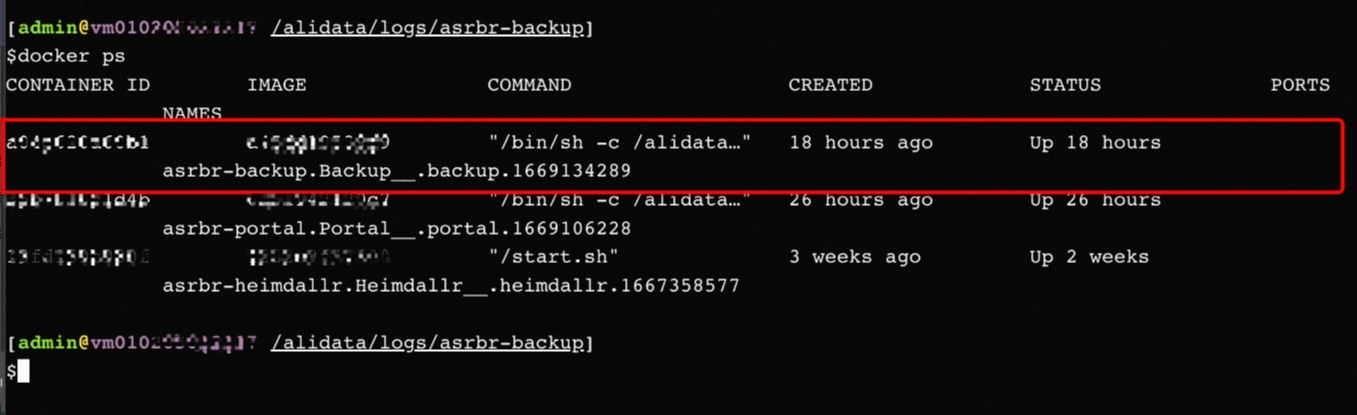 [admin@ /alidata/logs/asrbr-backup]
$docker ps
CONTAINER ID IMAGE COMMAND CREATED STATUS PORTS
NAMES
"/bin/sh -c /alidata…" 18 hours ago Up 18 hours
asrbr-backup.Backup__.backup.1669134289
"/bin/sh -c /alidata…" 26 hours ago Up 26 hours
asrbr-portal.Portal__.portal.1669106228
"/start.sh" 3 weeks ago Up 2 weeks
asrbr-heimdallr.Heimdallr__.heimdallr.1667358577
[admin@ /alidata/logs/asrbr-backup]
$